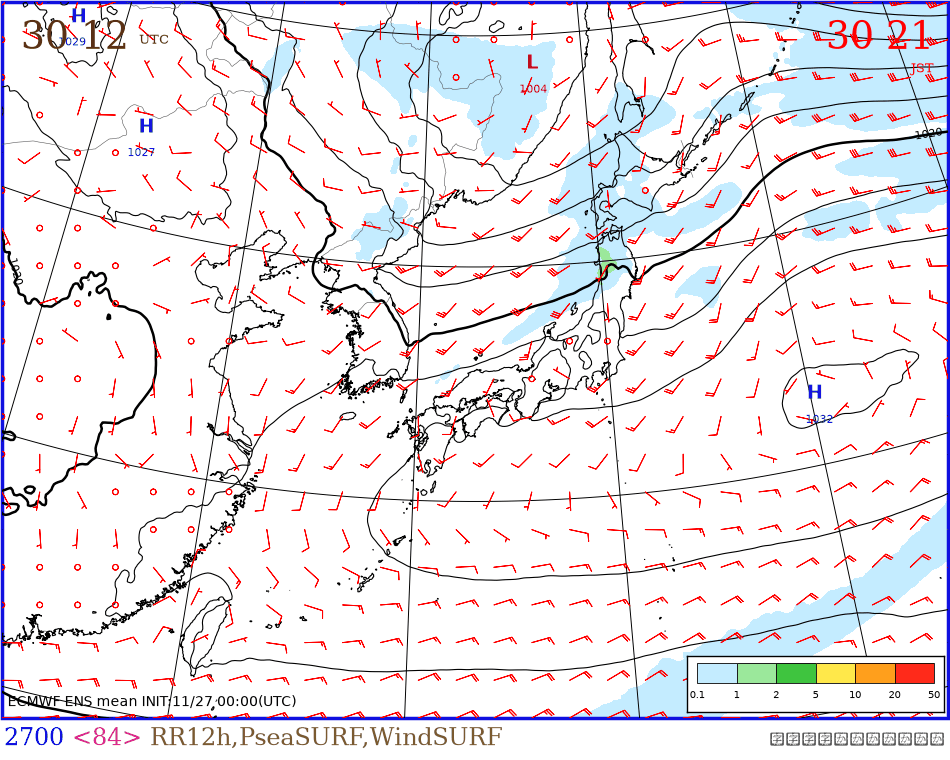 30 12 UTC
30 21 JST
H
1029
L
1004
H
1027
1020
1020
H
1032
0.1 1 2 5 10 20 50
ECMWF ENS mean INIT:11/27 00:00(UTC)
2700 <84> RR12h,PseaSURF,WindSURF